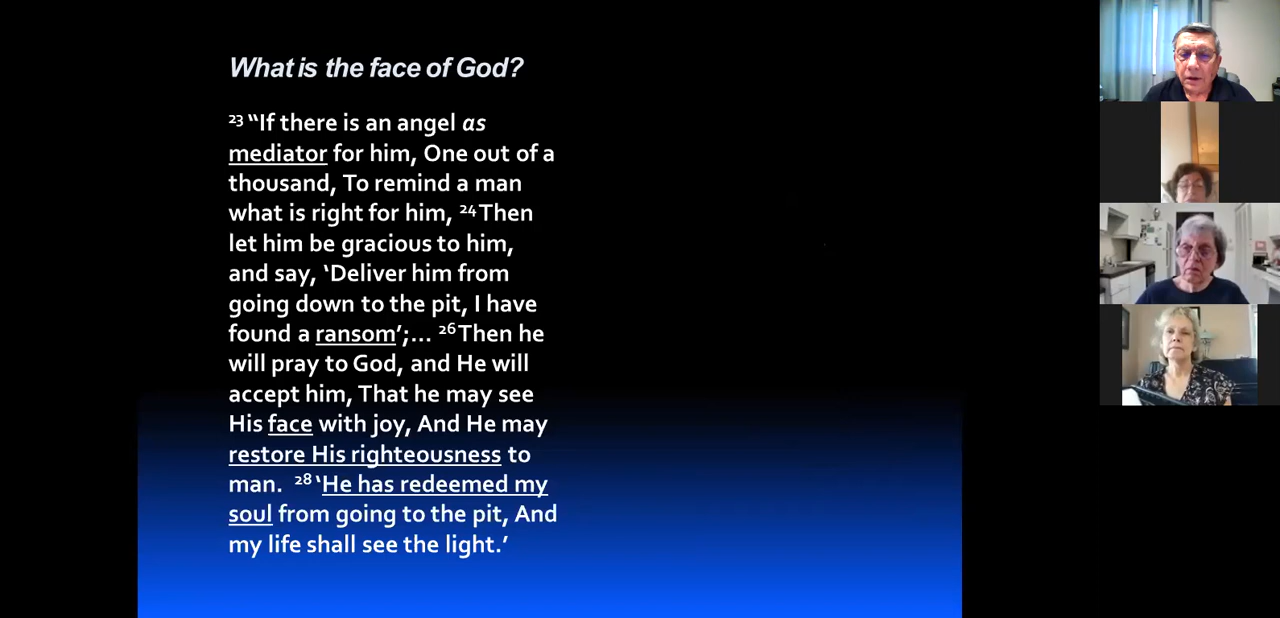 What is the face of God?
²³ “If there is an angel as
mediator for him, One out of a
thousand, To remind a man
what is right for him, ²⁴ Then
let him be gracious to him,
and say, ‘Deliver him from
going down to the pit, I have
found a ransom’;... ²⁶ Then he
will pray to God, and He will
accept him, That he may see
His face with joy, And He may
restore His righteousness to
man. ²⁸ ‘He has redeemed my
soul from going to the pit, And
my life shall see the light.’